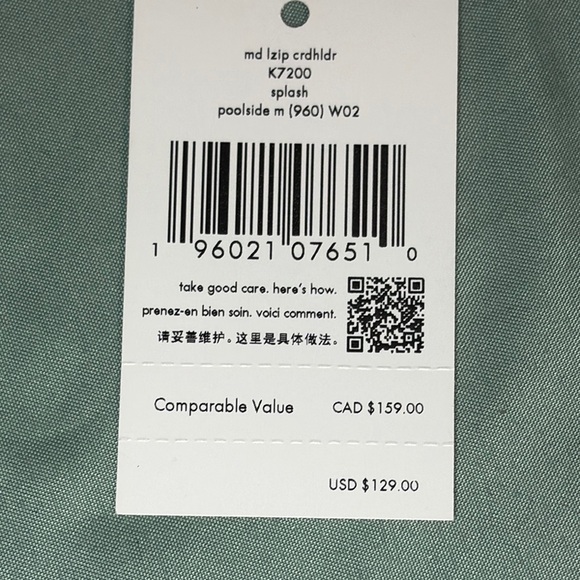 md lzip crdhldr
K7200
splash
poolside m (960) W02
1 96021 07651 0
take good care. here's how.
prenez-en bien soin. voici comment.
请妥善维护。这里是具体做法。
Comparable Value CAD $159.00
USD $129.00